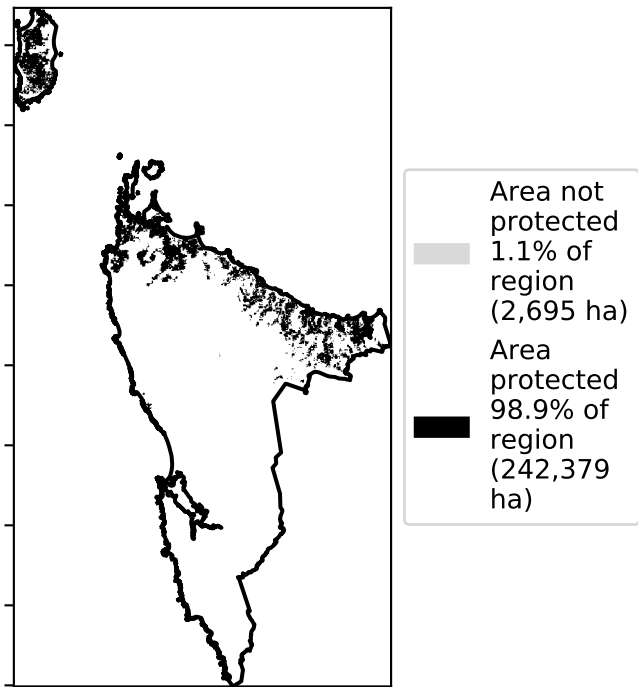 Area not
protected
1.1% of
region
(2,695 ha)
Area
protected
98.9% of
region
(242,379
ha)